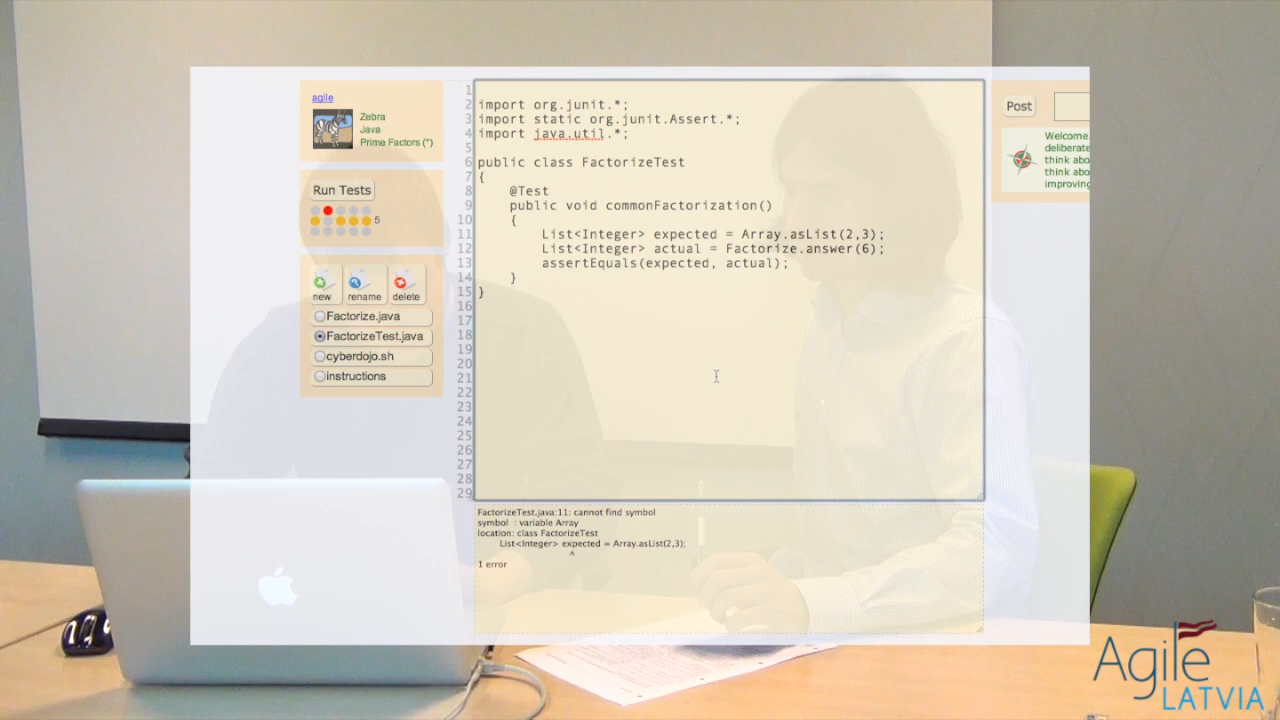 agile
Zebra
Java
Prime Factors (*)
Run Tests
5
new rename delete
Factorize.java
FactorizeTest.java
cyberdojo.sh
instructions
1
2 import org.junit.*;
3 import static org.junit.Assert.*;
4 import java.util.*;
5
6 public class FactorizeTest
7 {
8 @Test
9 public void commonFactorization()
10 {
11 List<Integer> expected = Array.asList(2,3);
12 List<Integer> actual = Factorize.answer(6);
13 assertEquals(expected, actual);
14 }
15 }
16
17
18
19
20
21
22
23
24
25
26
27
28
29
FactorizeTest.java:11: cannot find symbol
symbol : variable Array
location: class FactorizeTest
List<Integer> expected = Array.asList(2,3);
^
1 error
Post
Welcome
deliberate
think abo
think abo
improving
Agile
LATVIA